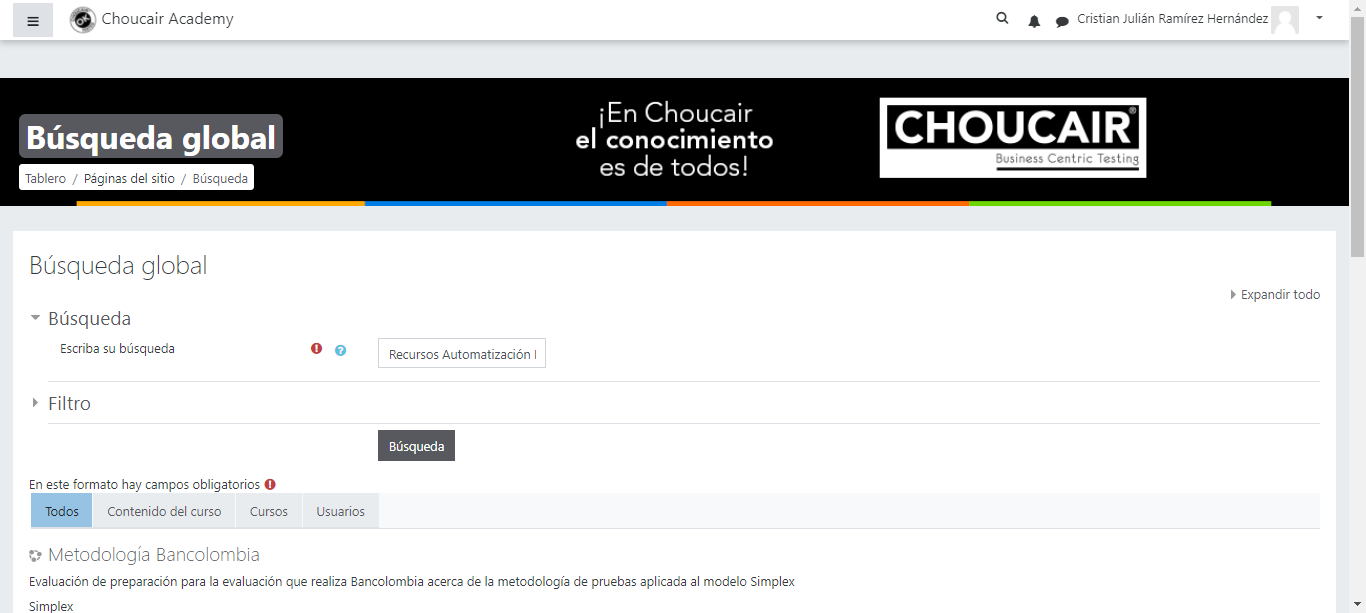 Choucair Academy
Cristian Julián Ramírez Hernández
Búsqueda global
Tablero / Páginas del sitio / Búsqueda
¡En Choucair
el conocimiento
es de todos!
CHOUCAIR®
Business Centric Testing
Búsqueda global
Expandir todo
Búsqueda
Escriba su búsqueda
Recursos Automatización
Filtro
Búsqueda
En este formato hay campos obligatorios
Todos Contenido del curso Cursos Usuarios
Metodología Bancolombia
Evaluación de preparación para la evaluación que realiza Bancolombia acerca de la metodología de pruebas aplicada al modelo Simplex
Simplex